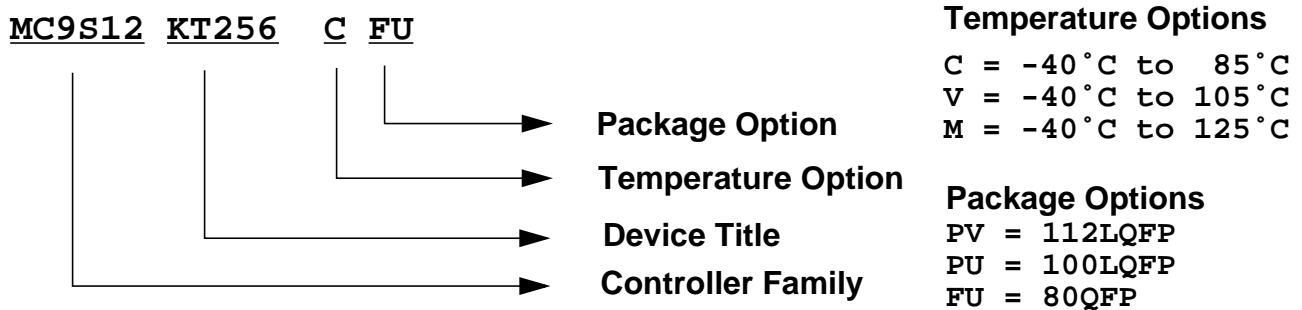 MC9S12 KT256 C FU
Package Option
Temperature Option
Device Title
Controller Family
Temperature Options
C = -40˚C to 85˚C
V = -40˚C to 105˚C
M = -40˚C to 125˚C
Package Options
PV = 112LQFP
PU = 100LQFP
FU = 80QFP